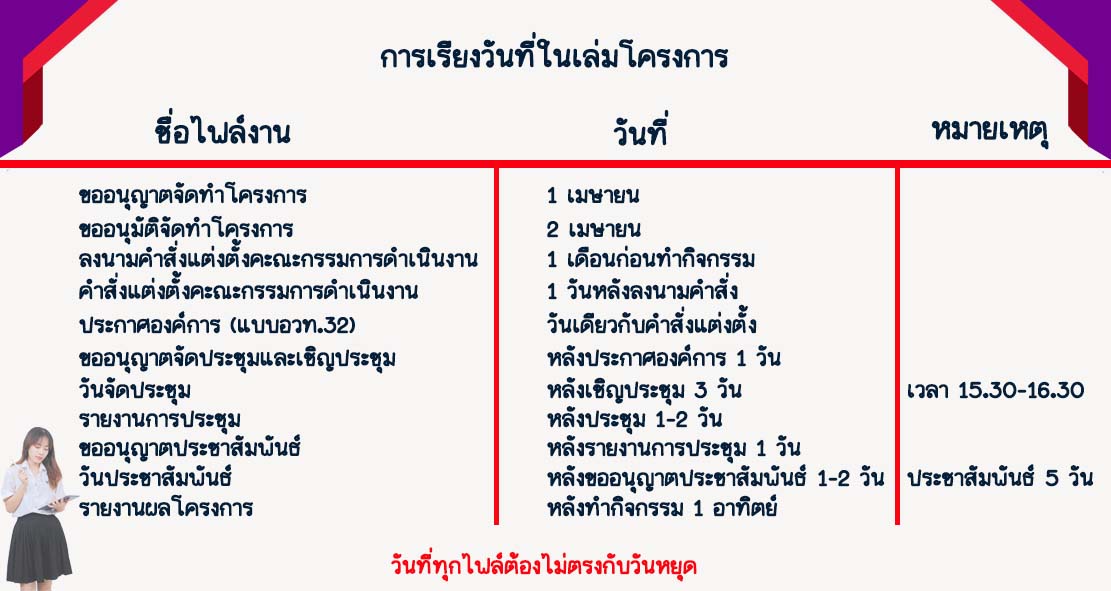 การเรียงวันที่ในเล่มโครงการ
ชื่อไฟล์งาน วันที่ หมายเหตุ
ขออนุญาตจัดทำโครงการ 1 เมษายน
ขออนุมัติจัดทำโครงการ 2 เมษายน
ลงนามคำสั่งแต่งตั้งคะณะกรรมการดำเนินงาน 1 เดือนก่อนทำกิจกรรม
คำสั่งแต่งตั้งคะณะกรรมการดำเนินงาน 1 วันหลังลงนามคำสั่ง
ประกาศองค์การ (แบบอวท.32) วันเดียวกับคำสั่งแต่งตั้ง
ขออนุญาตจัดประชุมและเชิญประชุม หลังประกาศองค์การ 1 วัน
วันจัดประชุม หลังเชิญประชุม 3 วัน เวลา 15.30-16.30
รายงานการประชุม หลังประชุม 1-2 วัน
ขออนุญาตประชาสัมพันธ์ หลังรายงานการประชุม 1 วัน
วันประชาสัมพันธ์ หลังขออนุญาตประชาสัมพันธ์ 1-2 วัน ประชาสัมพันธ์ 5 วัน
รายงานผลโครงการ หลังทำกิจกรรม 1 อาทิตย์
วันที่ทุกไฟล์ต้องไม่ตรงกับวันหยุด